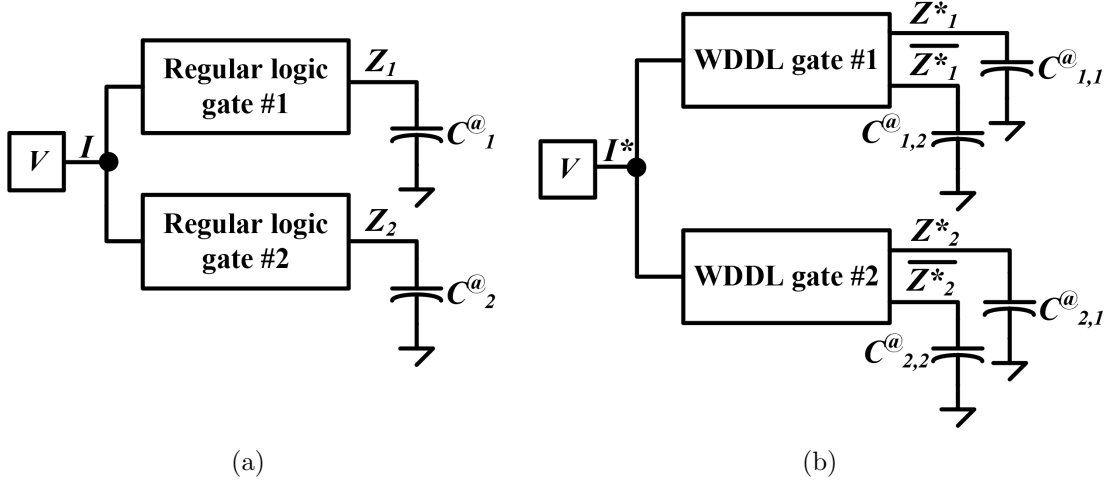 V
I
Regular logic
gate #1
Z₁
C@₁
Regular logic
gate #2
Z₂
C@₂
(a)
V
I*
WDDL gate #1
Z*₁
Z̅*̅₁̅
C@₁,₁
C@₁,₂
WDDL gate #2
Z*₂
Z̅*̅₂̅
C@₂,₁
C@₂,₂
(b)